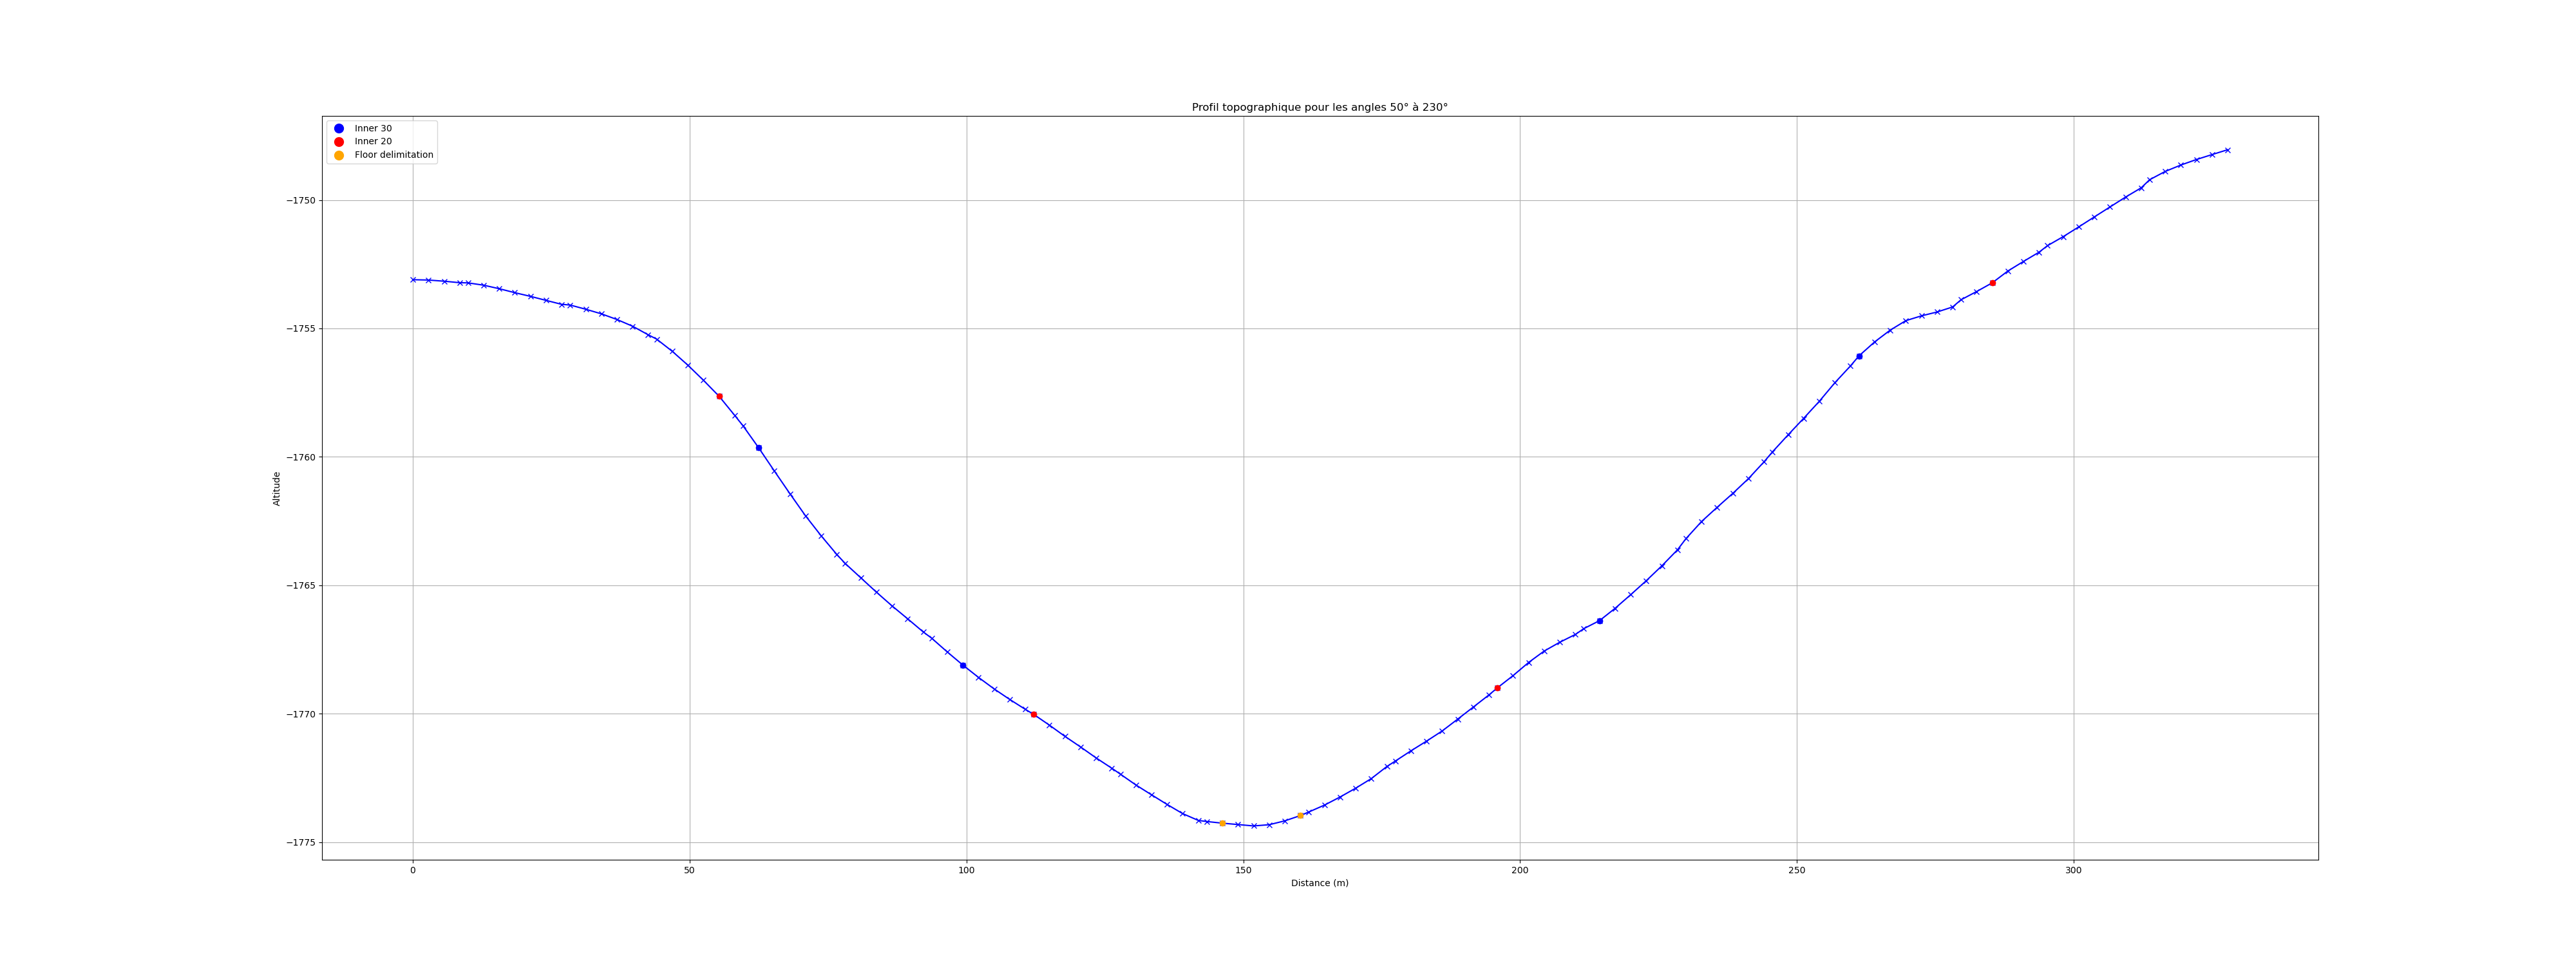 Profil topographique pour les angles 50° à 230°
Inner 30
Inner 20
Floor delimitation
−1750
−1755
−1760
−1765
−1770
−1775
Altitude
0 50 100 150 200 250 300
Distance (m)